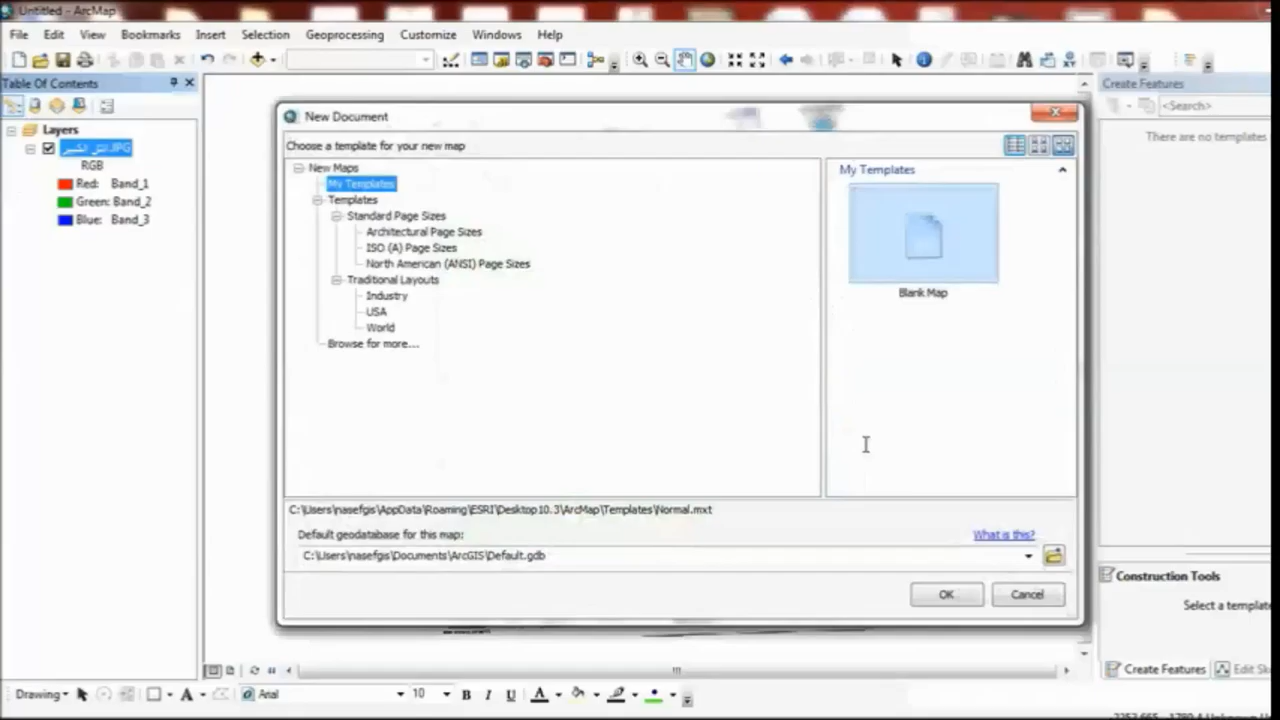 Untitled - ArcMap
File Edit View Bookmarks Insert Selection Geoprocessing Customize Windows Help
Table Of Contents
Layers
التل الكبير.JPG
RGB
Red: Band_1
Green: Band_2
Blue: Band_3
New Document
Choose a template for your new map
New Maps
My Templates
Templates
Standard Page Sizes
Architectural Page Sizes
ISO (A) Page Sizes
North American (ANSI) Page Sizes
Traditional Layouts
Industry
USA
World
Browse for more...
My Templates
Blank Map
C:\Users\nasefgis\AppData\Roaming\ESRI\Desktop10.3\ArcMap\Templates\Normal.mxt
Default geodatabase for this map:
What is this?
C:\Users\nasefgis\Documents\ArcGIS\Default.gdb
OK Cancel
Create Features
<Search>
There are no templates
Construction Tools
Select a template
Create Features Edit Sk
Drawing Arial 10 B I U A